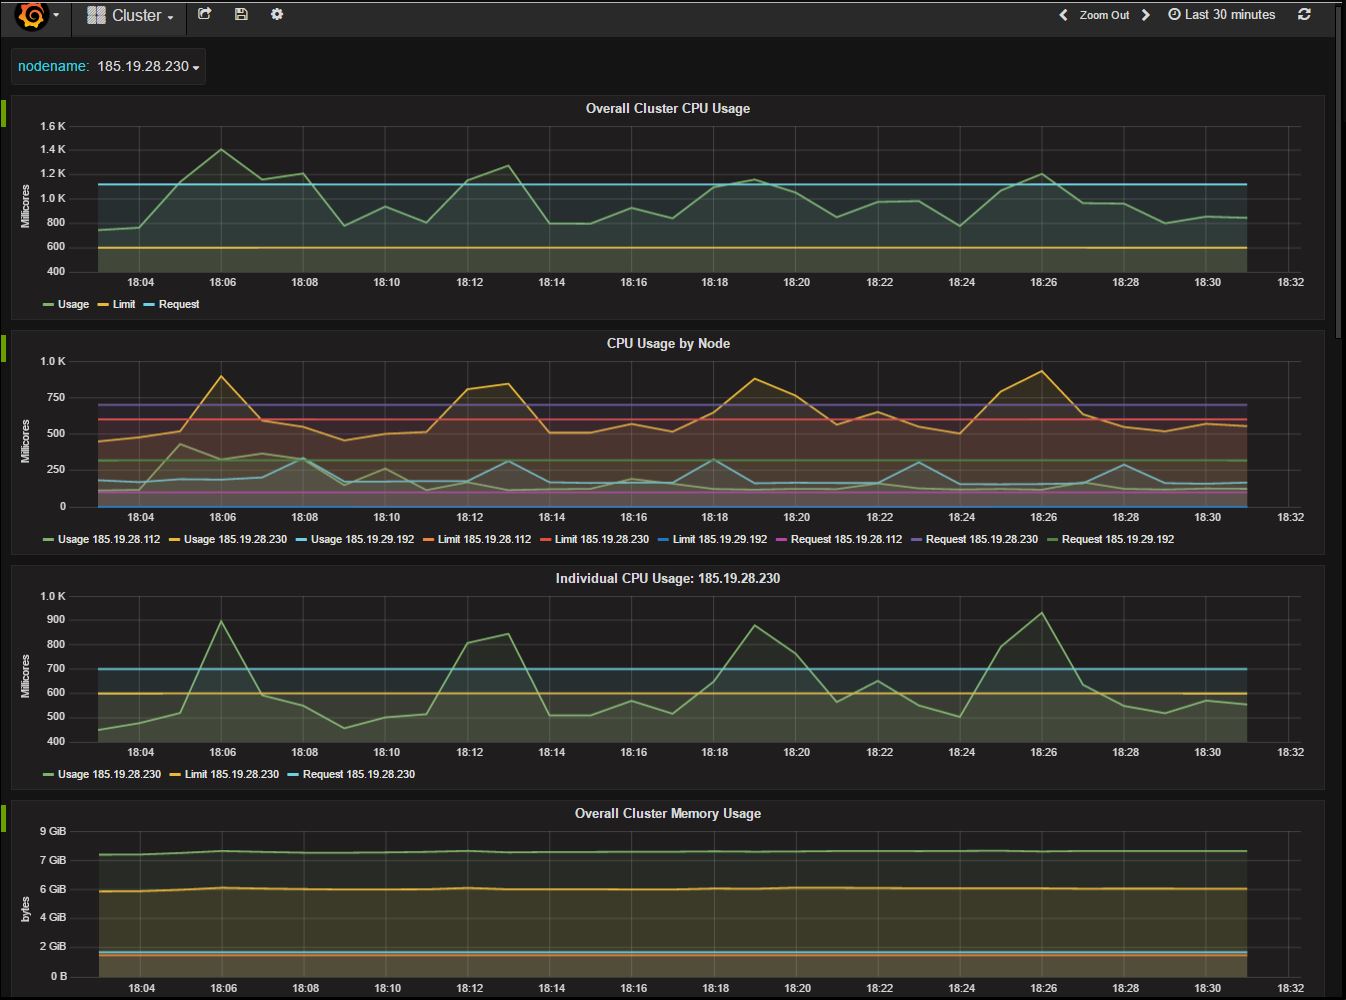 Cluster
Zoom Out
Last 30 minutes
nodename: 185.19.28.230
Overall Cluster CPU Usage
Millicores
1.6 K
1.4 K
1.2 K
1.0 K
800
600
400
18:04 18:06 18:08 18:10 18:12 18:14 18:16 18:18 18:20 18:22 18:24 18:26 18:28 18:30 18:32
Usage Limit Request
CPU Usage by Node
Millicores
1.0 K
750
500
250
0
18:04 18:06 18:08 18:10 18:12 18:14 18:16 18:18 18:20 18:22 18:24 18:26 18:28 18:30 18:32
Usage 185.19.28.112 Usage 185.19.28.230 Usage 185.19.29.192 Limit 185.19.28.112 Limit 185.19.28.230 Limit 185.19.29.192 Request 185.19.28.112 Request 185.19.28.230 Request 185.19.29.192
Individual CPU Usage: 185.19.28.230
Millicores
1.0 K
900
800
700
600
500
400
18:04 18:06 18:08 18:10 18:12 18:14 18:16 18:18 18:20 18:22 18:24 18:26 18:28 18:30 18:32
Usage 185.19.28.230 Limit 185.19.28.230 Request 185.19.28.230
Overall Cluster Memory Usage
bytes
9 GiB
7 GiB
6 GiB
4 GiB
2 GiB
0 B
18:04 18:06 18:08 18:10 18:12 18:14 18:16 18:18 18:20 18:22 18:24 18:26 18:28 18:30 18:32